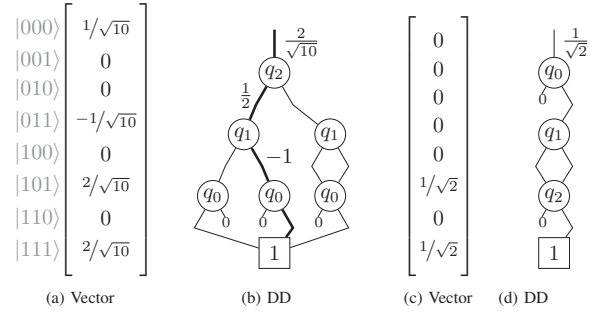 |000⟩ 1/√10
|001⟩ 0
|010⟩ 0
|011⟩ −1/√10
|100⟩ 0
|101⟩ 2/√10
|110⟩ 0
|111⟩ 2/√10
(a) Vector
2/√10
q₂
1/2
q₁ q₁
−1
q₀ q₀ q₀
0 0 0
1
(b) DD
0
0
0
0
0
1/√2
0
1/√2
(c) Vector
1/√2
q₀
0
q₁
q₂
0
1
(d) DD